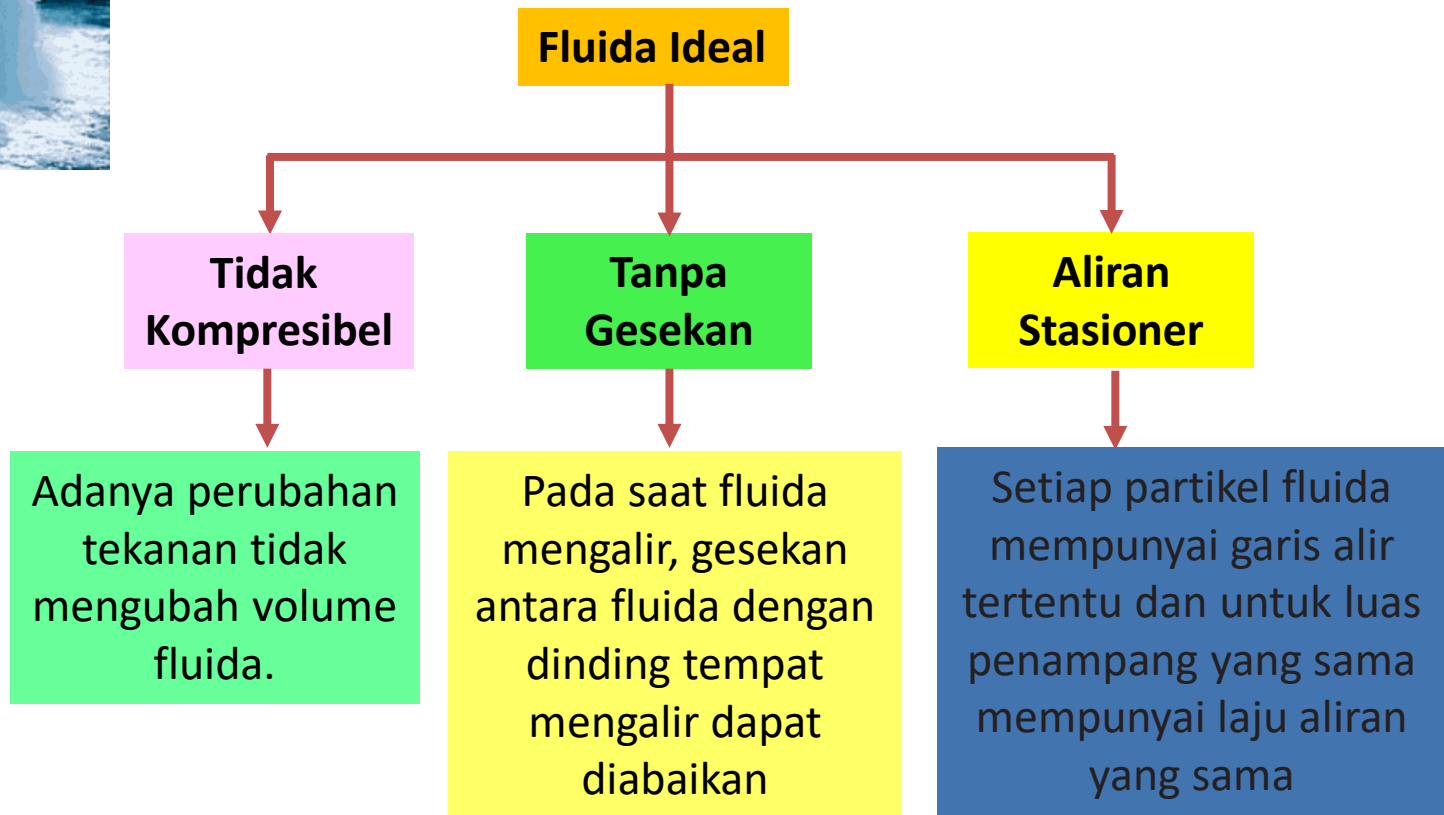 Fluida Ideal
Tidak
Kompresibel
Tanpa
Gesekan
Aliran
Stasioner
Adanya perubahan
tekanan tidak
mengubah volume
fluida.
Pada saat fluida
mengalir, gesekan
antara fluida dengan
dinding tempat
mengalir dapat
diabaikan
Setiap partikel fluida
mempunyai garis alir
tertentu dan untuk luas
penampang yang sama
mempunyai laju aliran
yang sama